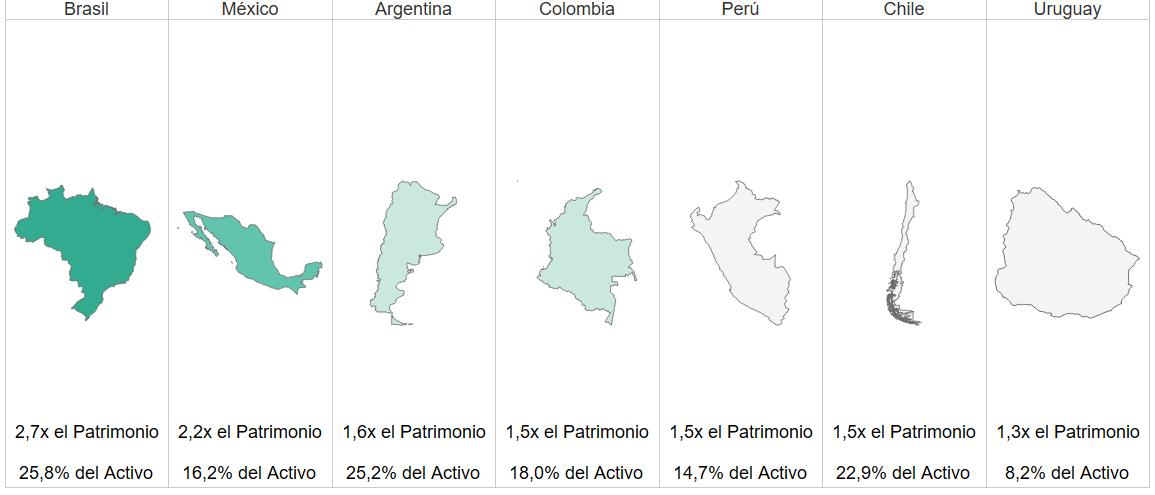 Brasil México Argentina Colombia Perú Chile Uruguay
2,7x el Patrimonio 2,2x el Patrimonio 1,6x el Patrimonio 1,5x el Patrimonio 1,5x el Patrimonio 1,5x el Patrimonio 1,3x el Patrimonio
25,8% del Activo 16,2% del Activo 25,2% del Activo 18,0% del Activo 14,7% del Activo 22,9% del Activo 8,2% del Activo